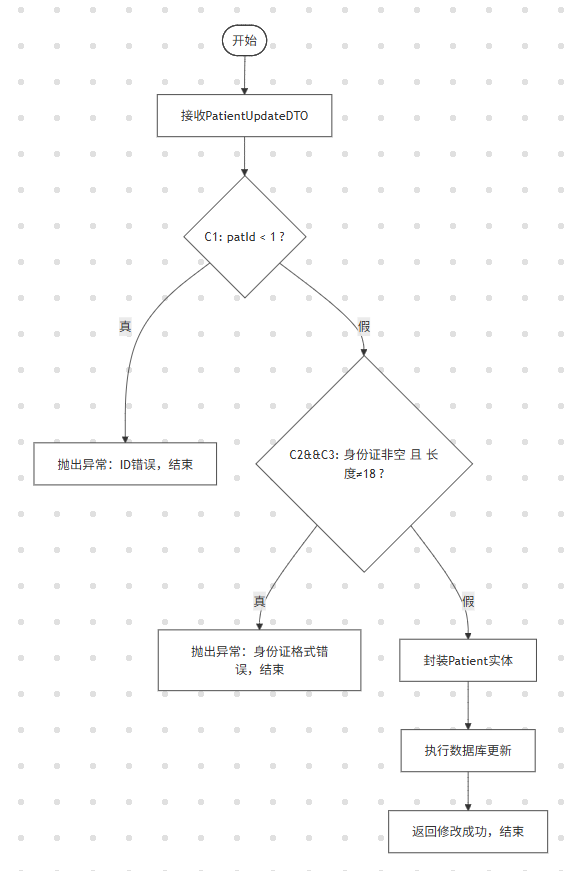 开始
接收PatientUpdateDTO
C1: patId < 1 ?
真
假
抛出异常：ID错误，结束
C2&&C3: 身份证非空 且 长
度≠18 ?
真
假
抛出异常：身份证格式错
误，结束
封装Patient实体
执行数据库更新
返回修改成功，结束